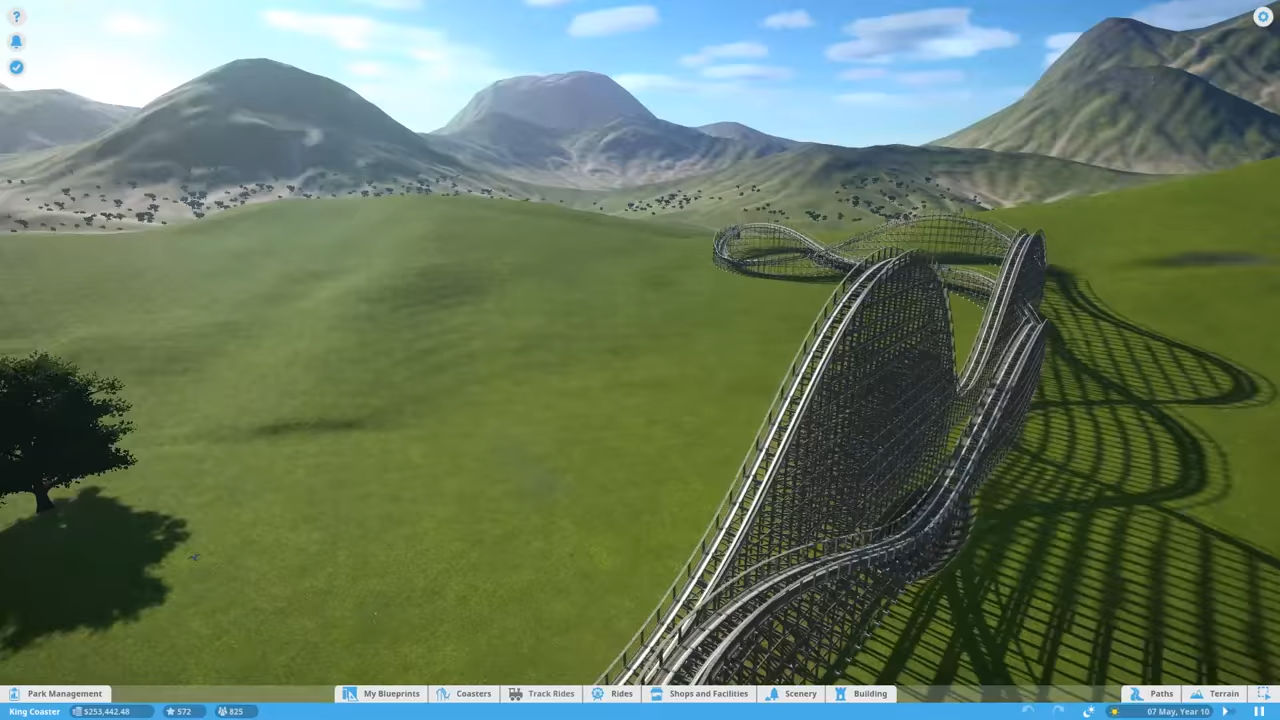 ?
Park Management
My Blueprints
Coasters
Track Rides
Rides
Shops and Facilities
Scenery
Building
Paths
Terrain
King Coaster
$253,442.48
572
825
07 May, Year 10